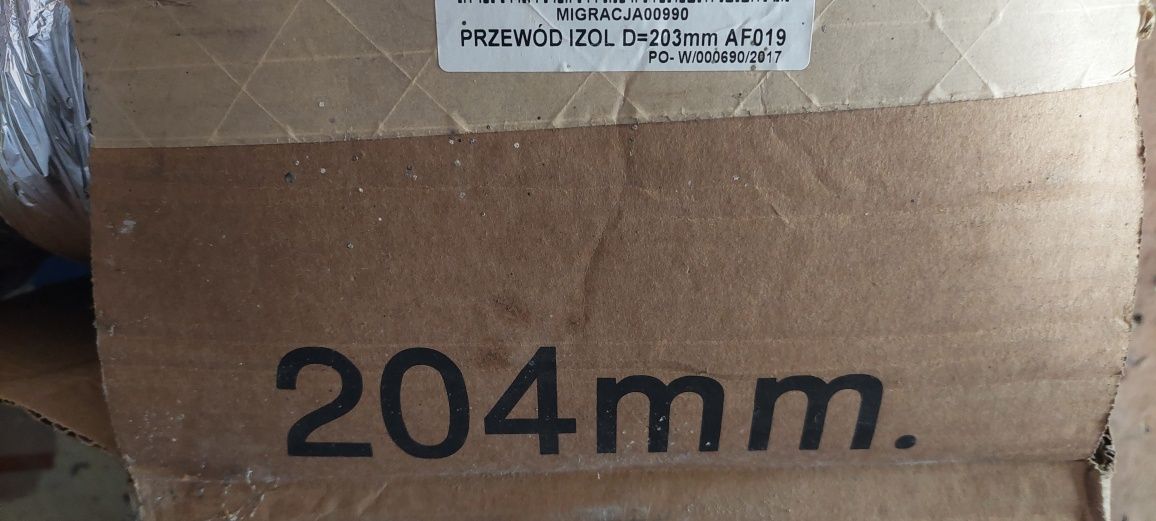 MIGRACJA00990
PRZEWÓD IZOL D=203mm AF019
PO- W/000690/2017
204mm.